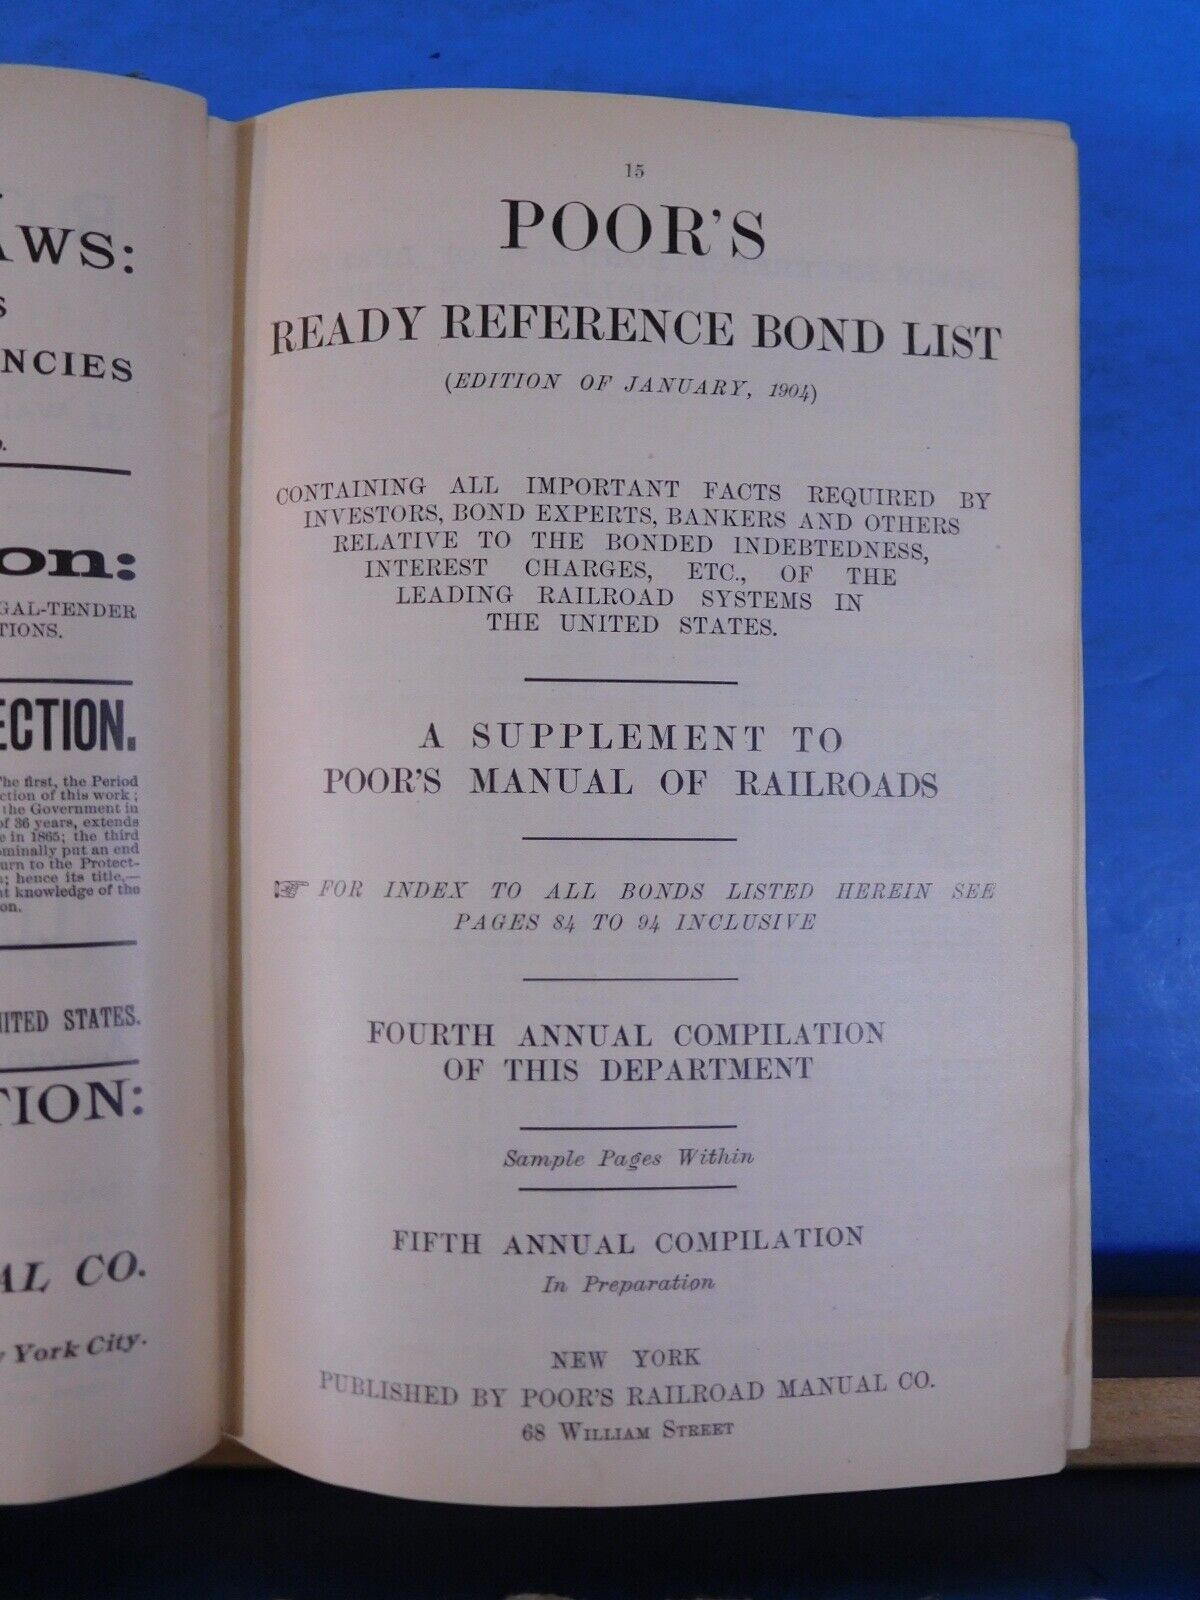 AWS:
NCIES
on:
GAL-TENDER
TIONS.
ECTION.
The first, the Period
ction of this work;
the Government in
of 36 years, extends
e in 1865; the third
minally put an end
urn to the Protect-
; hence its title,—
t knowledge of the
on.
NITED STATES.
TION:
AL CO.
York City.
15
POOR'S
READY REFERENCE BOND LIST
(EDITION OF JANUARY, 1904)
CONTAINING ALL IMPORTANT FACTS REQUIRED BY
INVESTORS, BOND EXPERTS, BANKERS AND OTHERS
RELATIVE TO THE BONDED INDEBTEDNESS,
INTEREST CHARGES, ETC., OF THE
LEADING RAILROAD SYSTEMS IN
THE UNITED STATES.
A SUPPLEMENT TO
POOR'S MANUAL OF RAILROADS
☞ FOR INDEX TO ALL BONDS LISTED HEREIN SEE
PAGES 84 TO 94 INCLUSIVE
FOURTH ANNUAL COMPILATION
OF THIS DEPARTMENT
Sample Pages Within
FIFTH ANNUAL COMPILATION
In Preparation
NEW YORK
PUBLISHED BY POOR'S RAILROAD MANUAL CO.
68 WILLIAM STREET